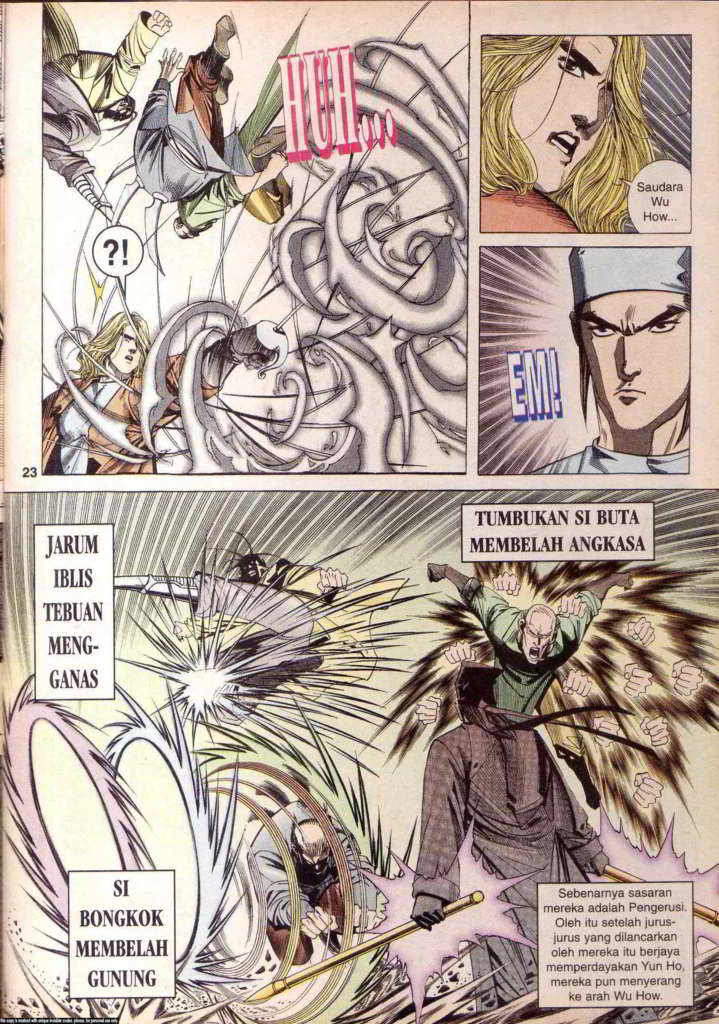 HUH...
?!
Saudara
Wu
How...
EM!
23
JARUM
IBLIS
TEBUAN
MENG-
GANAS
TUMBUKAN SI BUTA
MEMBELAH ANGKASA
SI
BONGKOK
MEMBELAH
GUNUNG
Sebenarnya sasaran
mereka adalah Pengerusi.
Oleh itu setelah jurus-
jurus yang dilancarkan
oleh mereka itu berjaya
memperdayakan Yun Ho,
mereka pun menyerang
ke arah Wu How.